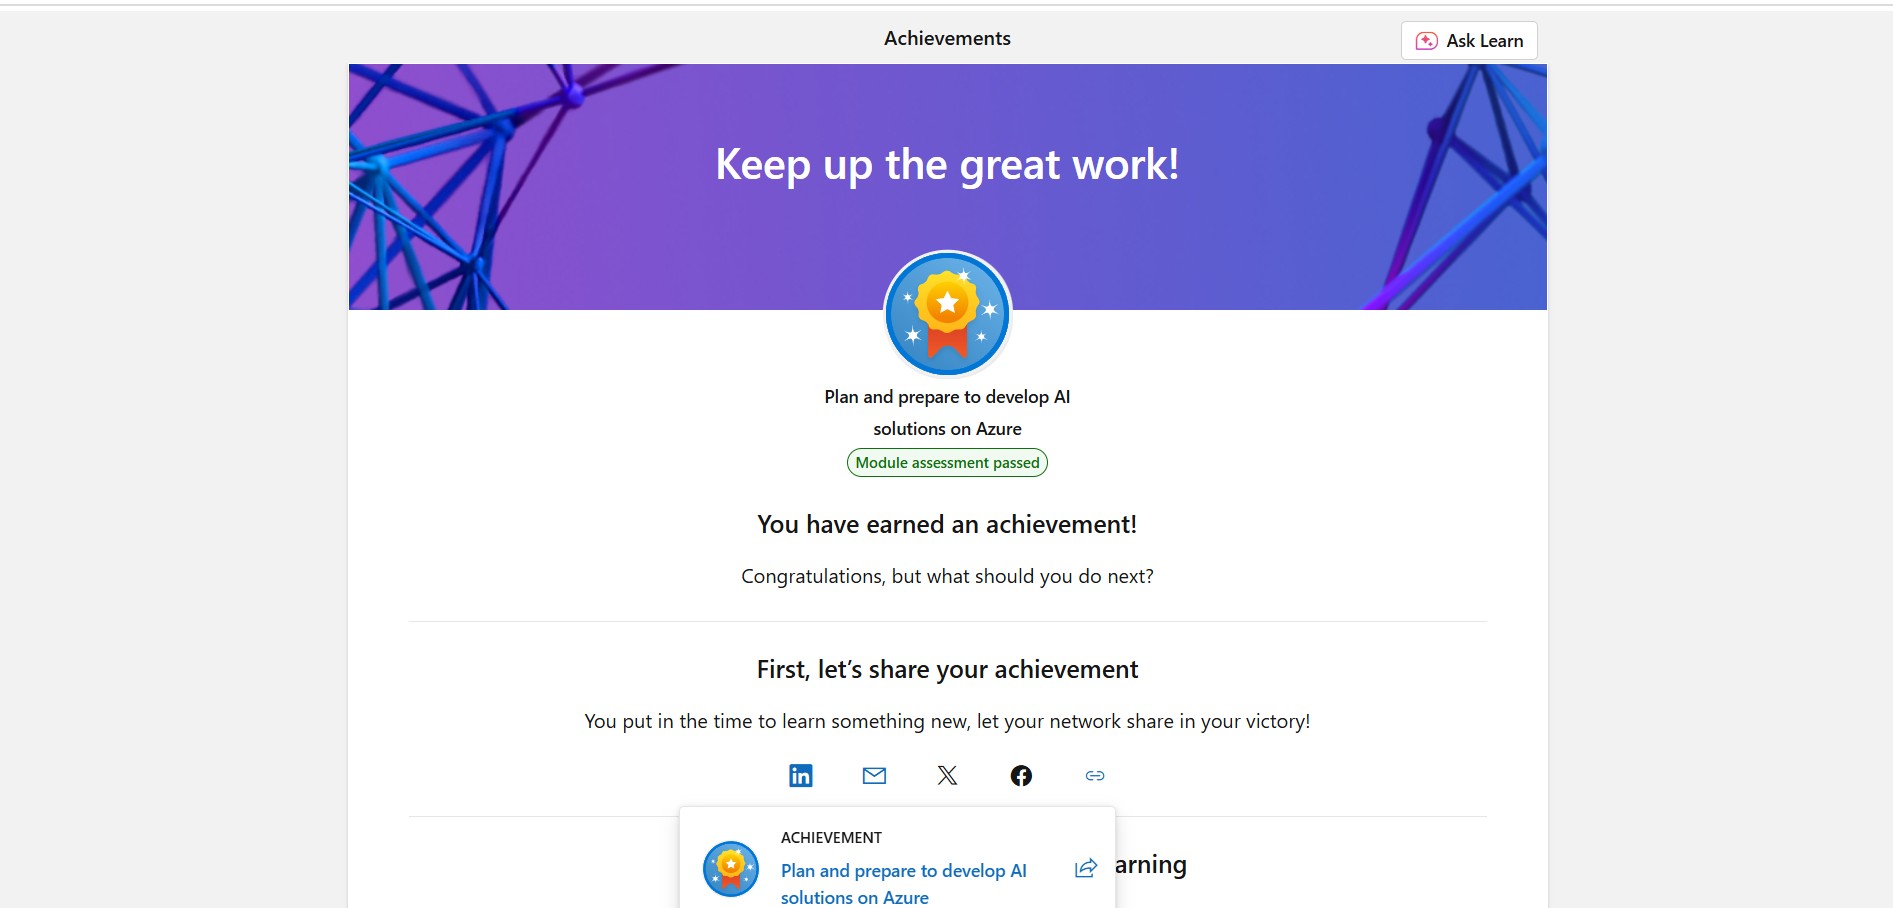 Achievements
Ask Learn
Keep up the great work!
Plan and prepare to develop AI
solutions on Azure
Module assessment passed
You have earned an achievement!
Congratulations, but what should you do next?
First, let’s share your achievement
You put in the time to learn something new, let your network share in your victory!
in
X
f
ACHIEVEMENT
Plan and prepare to develop AI
solutions on Azure
arning